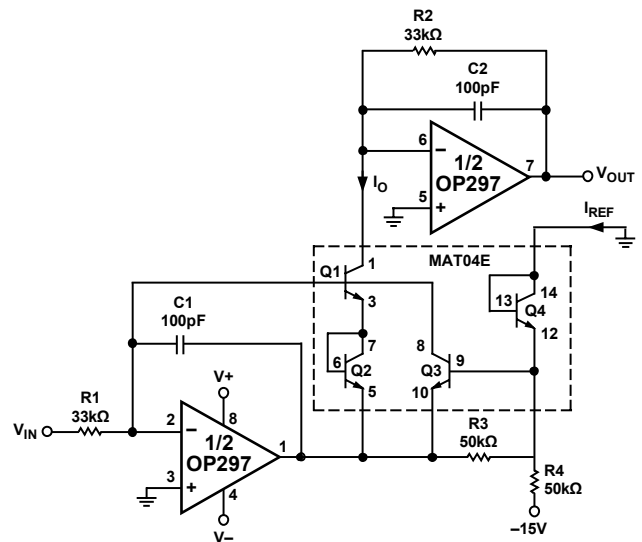 R2
33kΩ
C2
100pF
6
1/2
OP297
7
VOUT
5
IO
IREF
MAT04E
Q1
1
3
13
14
Q4
12
C1
100pF
7
6
Q2
5
8
Q3
9
10
V+
R1
33kΩ
VIN
2
8
1/2
OP297
1
3
4
V–
R3
50kΩ
R4
50kΩ
–15V